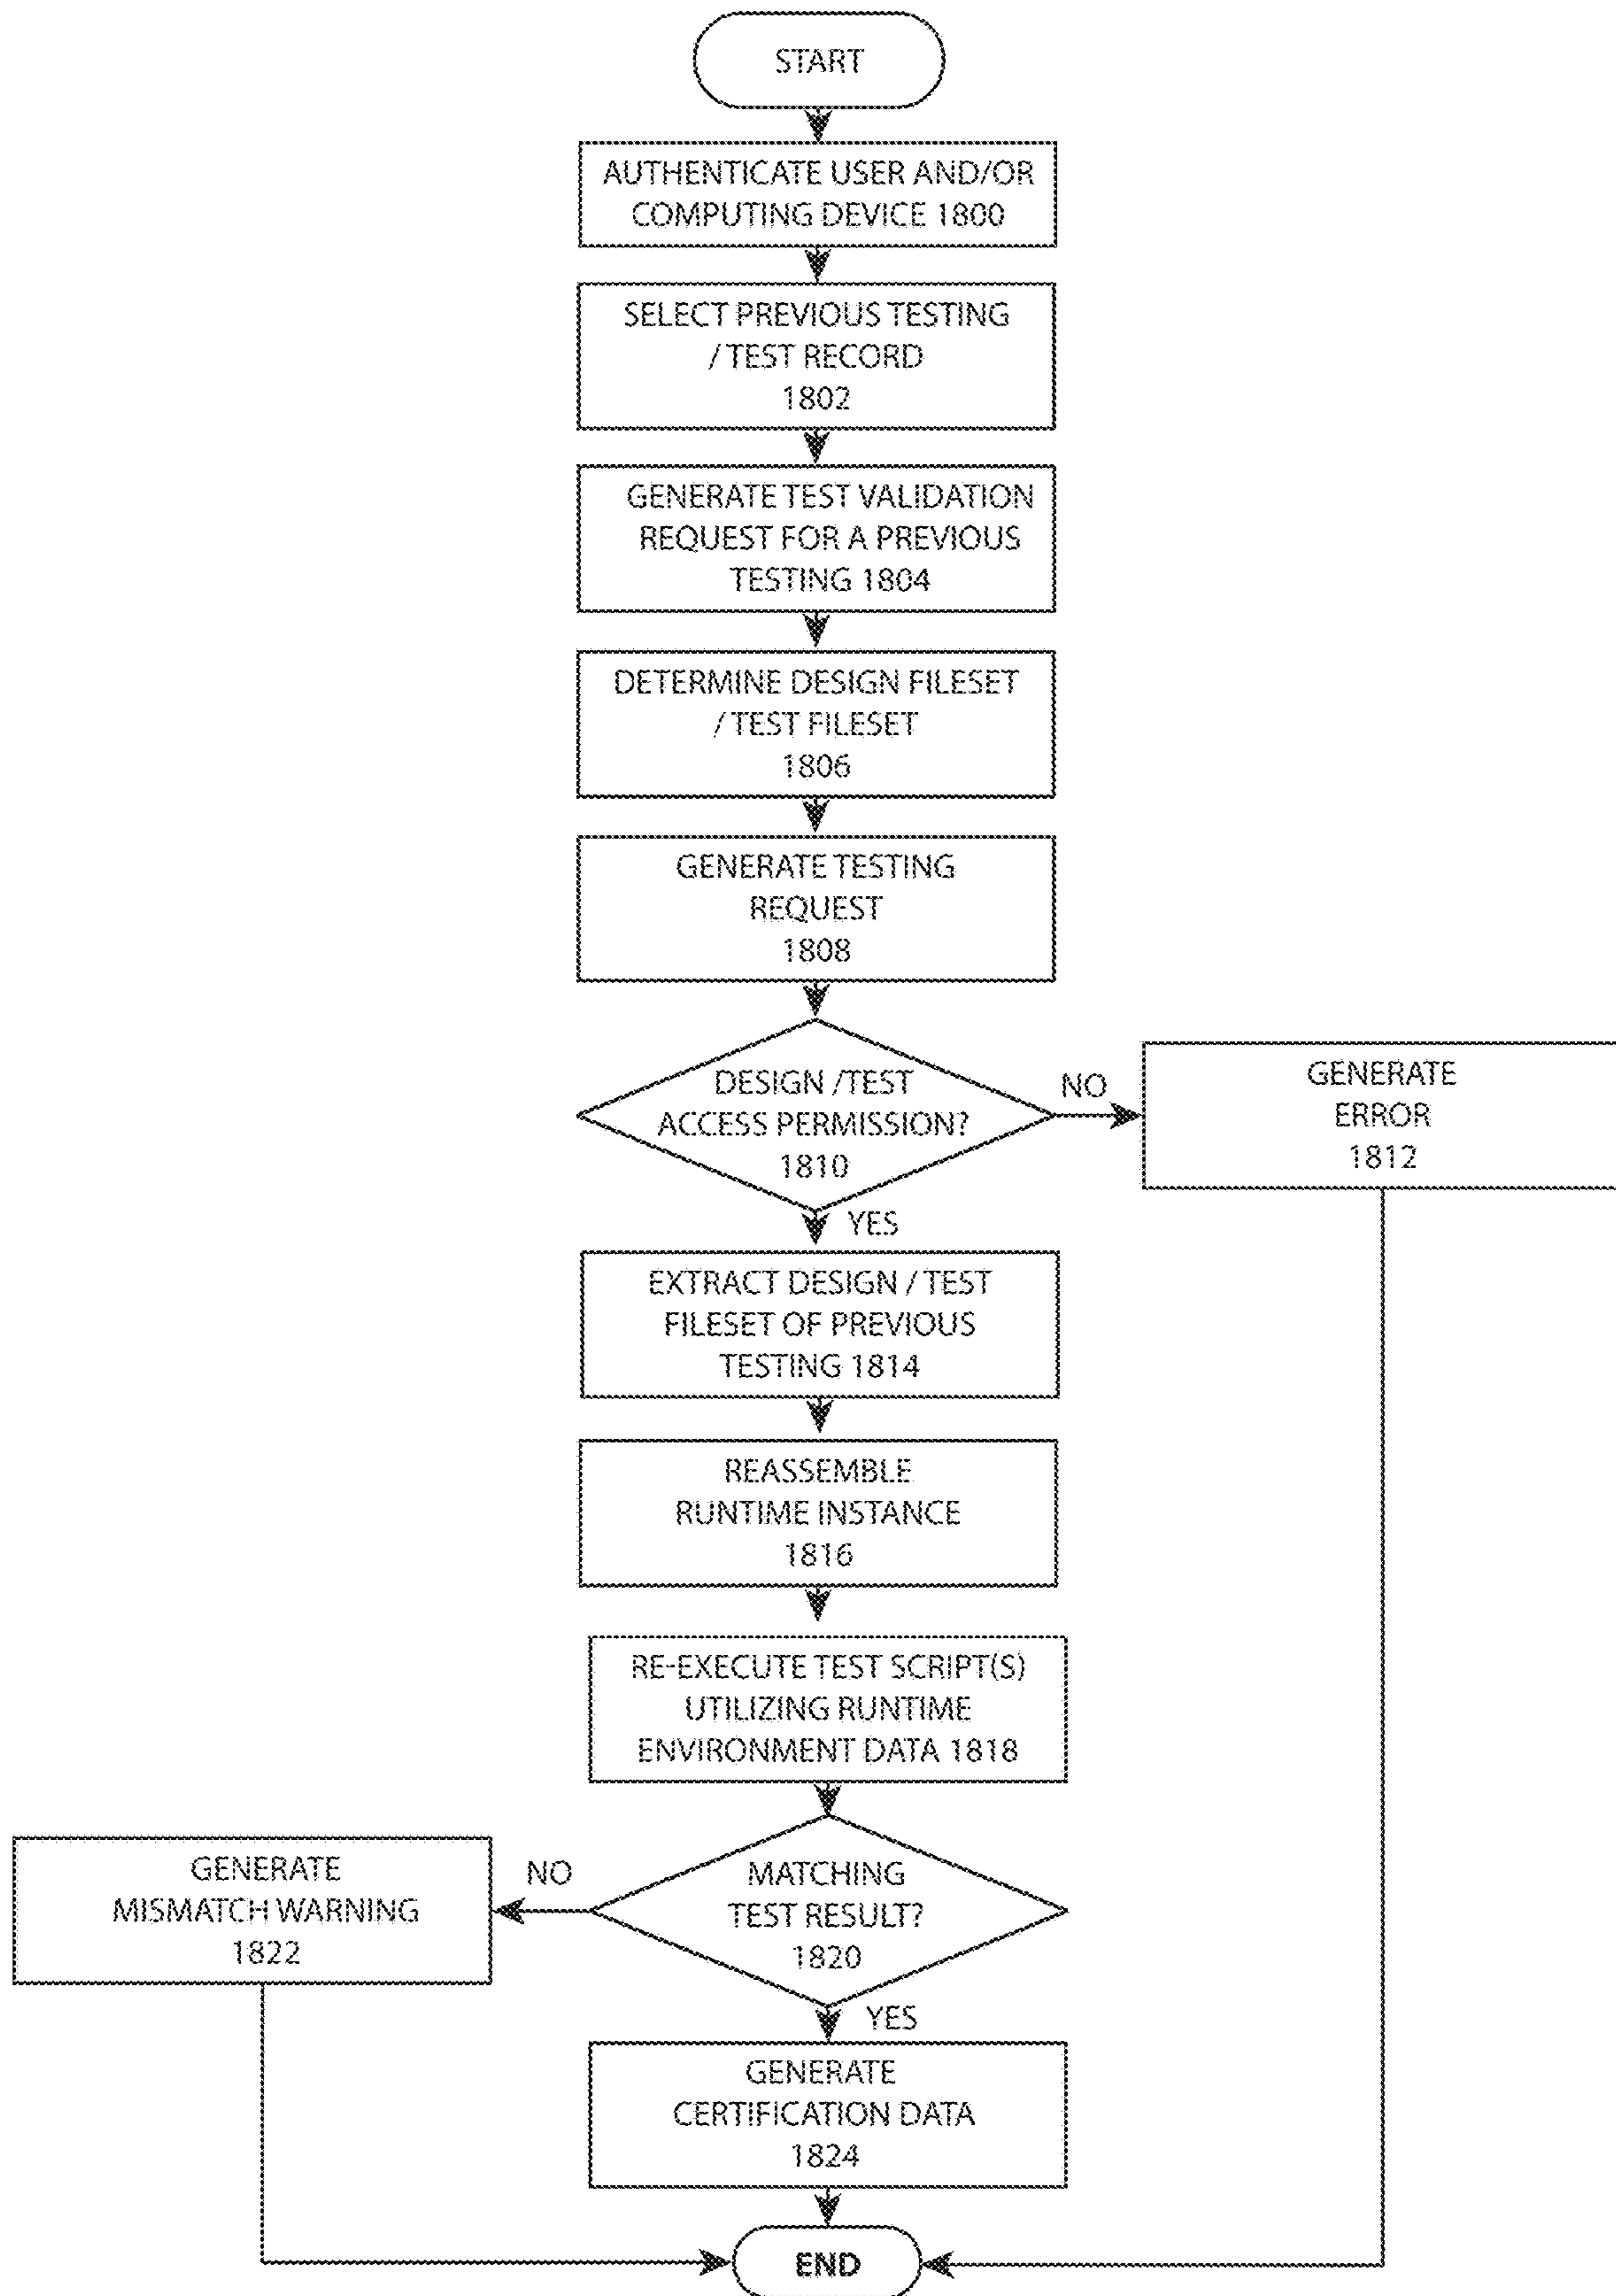 START
AUTHENTICATE USER AND/OR
COMPUTING DEVICE 1800
SELECT PREVIOUS TESTING
/ TEST RECORD
1802
GENERATE TEST VALIDATION
REQUEST FOR A PREVIOUS
TESTING 1804
DETERMINE DESIGN FILESET
/ TEST FILESET
1806
GENERATE TESTING
REQUEST
1808
DESIGN /TEST
ACCESS PERMISSION?
1810
NO
GENERATE
ERROR
1812
YES
EXTRACT DESIGN / TEST
FILESET OF PREVIOUS
TESTING 1814
REASSEMBLE
RUNTIME INSTANCE
1816
RE-EXECUTE TEST SCRIPT(S)
UTILIZING RUNTIME
ENVIRONMENT DATA 1818
MATCHING
TEST RESULT?
1820
NO
GENERATE
MISMATCH WARNING
1822
YES
GENERATE
CERTIFICATION DATA
1824
END